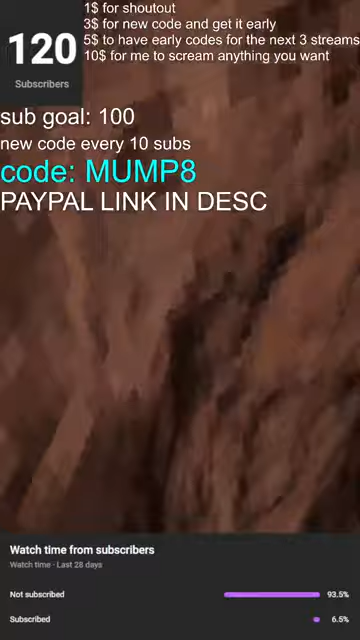 1$ for shoutout
3$ for new code and get it early
5$ to have early codes for the next 3 streams
10$ for me to scream anything you want
120
Subscribers
sub goal: 100
new code every 10 subs
code: MUMP8
PAYPAL LINK IN DESC
Watch time from subscribers
Watch time · Last 28 days
Not subscribed 93.5%
Subscribed 6.5%